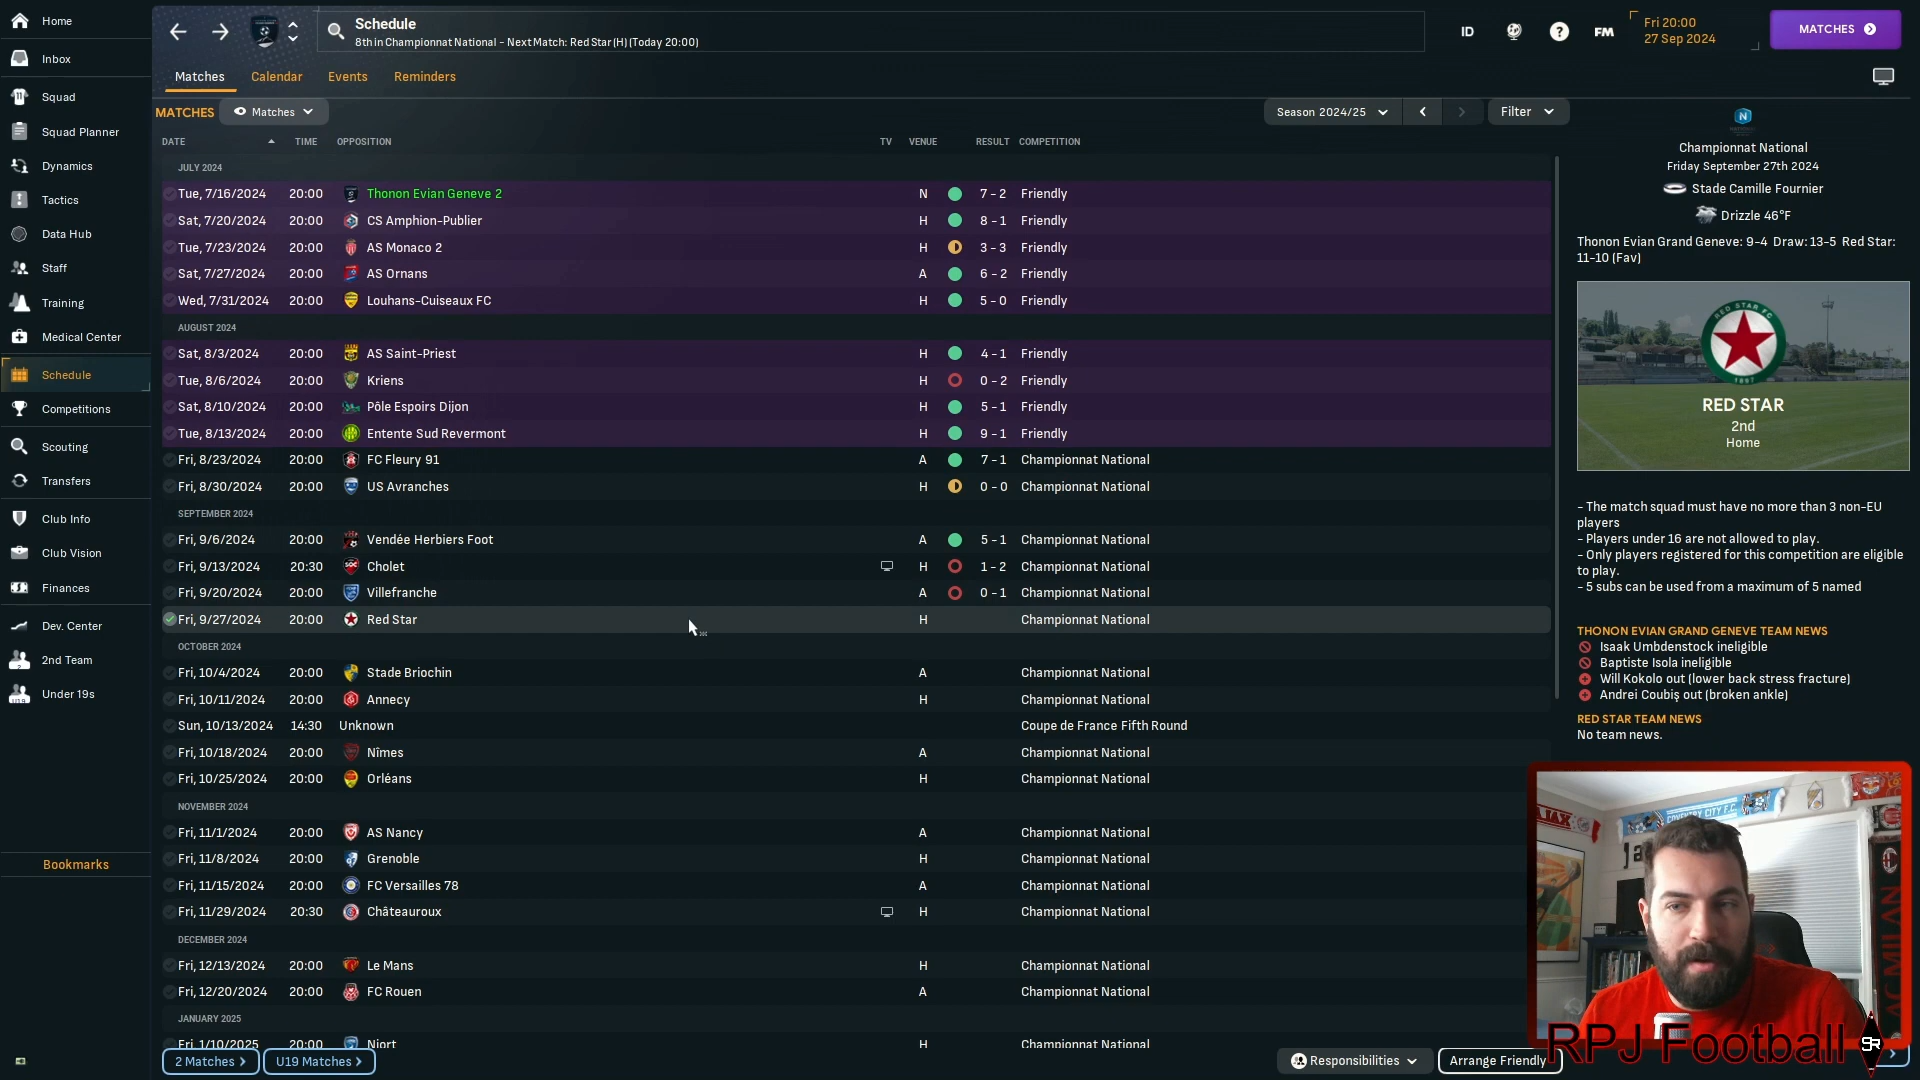 Home
Inbox
Squad
Squad Planner
Dynamics
Tactics
Data Hub
Staff
Training
Medical Center
Schedule
Competitions
Scouting
Transfers
Club Info
Club Vision
Finances
Dev. Center
2nd Team
Under 19s
Bookmarks
Schedule
8th in Championnat National - Next Match: Red Star (H) (Today 20:00)
ID
FM
Fri 20:00
27 Sep 2024
MATCHES
Matches Calendar Events Reminders
MATCHES Matches
Season 2024/25 Filter
DATE TIME OPPOSITION TV VENUE RESULT COMPETITION
JULY 2024
Tue, 7/16/2024 20:00 Thonon Evian Geneve 2 N 7 - 2 Friendly
Sat, 7/20/2024 20:00 CS Amphion-Publier H 8 - 1 Friendly
Tue, 7/23/2024 20:00 AS Monaco 2 H 3 - 3 Friendly
Sat, 7/27/2024 20:00 AS Ornans A 6 - 2 Friendly
Wed, 7/31/2024 20:00 Louhans-Cuiseaux FC H 5 - 0 Friendly
AUGUST 2024
Sat, 8/3/2024 20:00 AS Saint-Priest H 4 - 1 Friendly
Tue, 8/6/2024 20:00 Kriens H 0 - 2 Friendly
Sat, 8/10/2024 20:00 Pôle Espoirs Dijon H 5 - 1 Friendly
Tue, 8/13/2024 20:00 Entente Sud Revermont H 9 - 1 Friendly
Fri, 8/23/2024 20:00 FC Fleury 91 A 7 - 1 Championnat National
Fri, 8/30/2024 20:00 US Avranches H 0 - 0 Championnat National
SEPTEMBER 2024
Fri, 9/6/2024 20:00 Vendée Herbiers Foot A 5 - 1 Championnat National
Fri, 9/13/2024 20:30 Cholet H 1 - 2 Championnat National
Fri, 9/20/2024 20:00 Villefranche A 0 - 1 Championnat National
Fri, 9/27/2024 20:00 Red Star H Championnat National
OCTOBER 2024
Fri, 10/4/2024 20:00 Stade Briochin A Championnat National
Fri, 10/11/2024 20:00 Annecy H Championnat National
Sun, 10/13/2024 14:30 Unknown Coupe de France Fifth Round
Fri, 10/18/2024 20:00 Nîmes A Championnat National
Fri, 10/25/2024 20:00 Orléans H Championnat National
NOVEMBER 2024
Fri, 11/1/2024 20:00 AS Nancy A Championnat National
Fri, 11/8/2024 20:00 Grenoble H Championnat National
Fri, 11/15/2024 20:00 FC Versailles 78 A Championnat National
Fri, 11/29/2024 20:30 Châteauroux H Championnat National
DECEMBER 2024
Fri, 12/13/2024 20:00 Le Mans H Championnat National
Fri, 12/20/2024 20:00 FC Rouen A Championnat National
JANUARY 2025
Fri, 1/10/2025 20:00 Niort H Championnat National
2 Matches U19 Matches
Responsibilities Arrange Friendly
Championnat National
Friday September 27th 2024
Stade Camille Fournier
Drizzle 46°F
Thonon Evian Grand Geneve: 9-4 Draw: 13-5 Red Star:
11-10 (Fav)
RED STAR FC
1897
RED STAR
2nd
Home
- The match squad must have no more than 3 non-EU
players
- Players under 16 are not allowed to play.
- Only players registered for this competition are eligible
to play.
- 5 subs can be used from a maximum of 5 named
THONON EVIAN GRAND GENEVE TEAM NEWS
Isaak Umbdenstock ineligible
Baptiste Isola ineligible
Will Kokolo out (lower back stress fracture)
Andrei Coubiş out (broken ankle)
RED STAR TEAM NEWS
No team news.
AJAX
COVENTRY CITY F.C.
AC MILAN
RPJ Football
SR